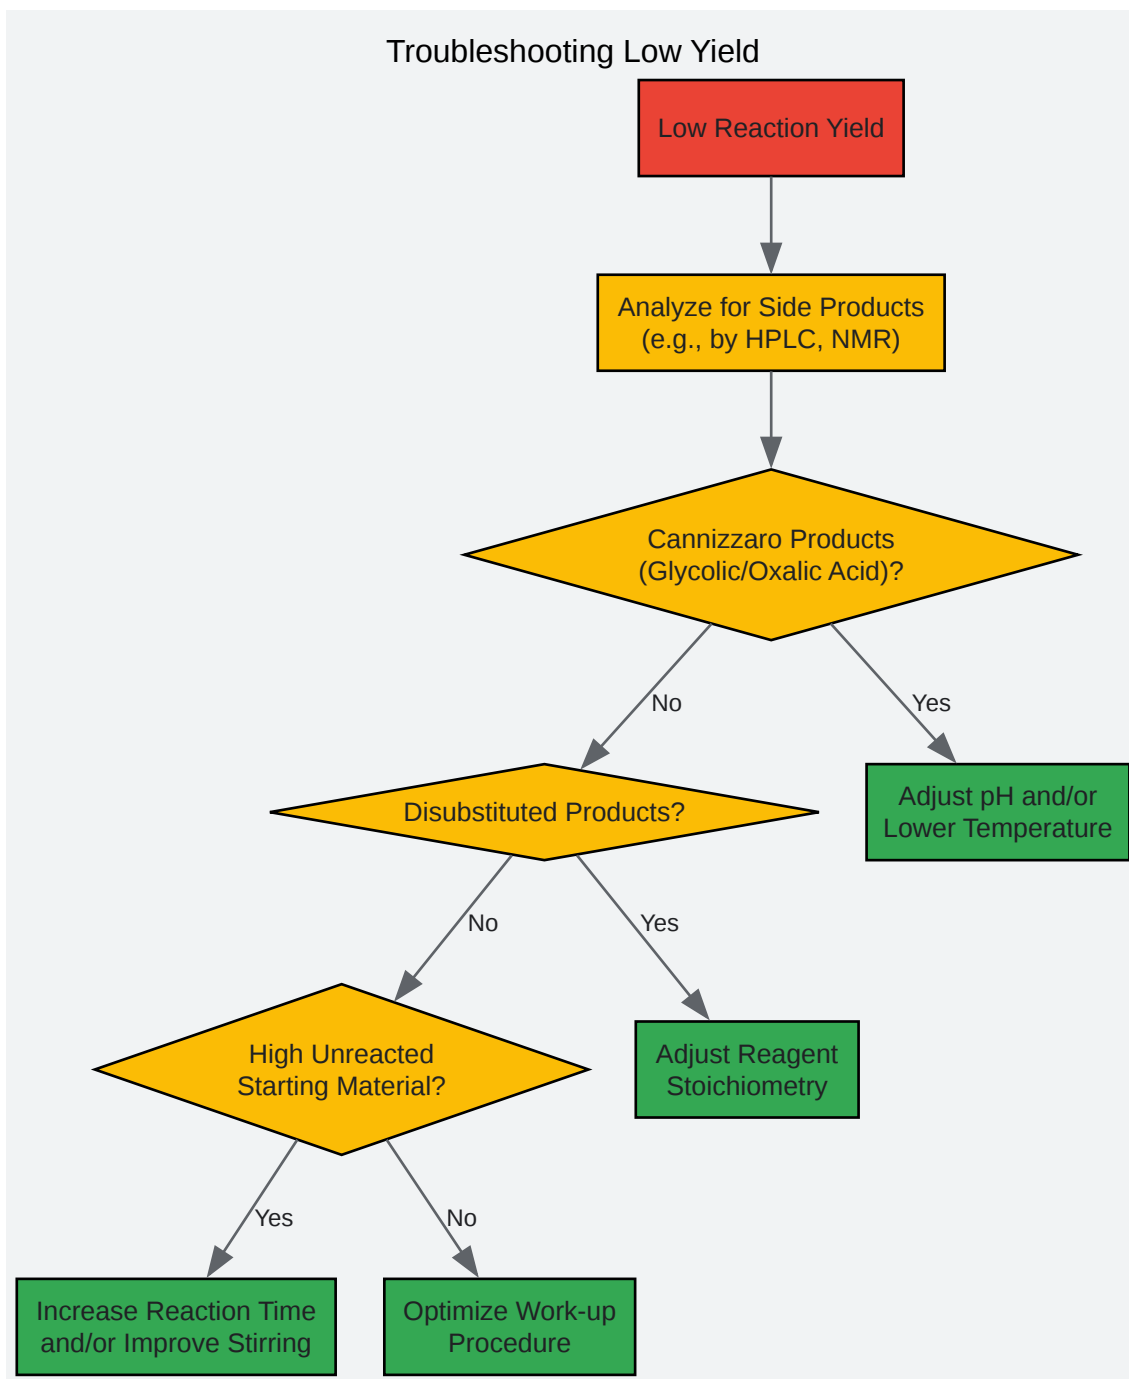 Troubleshooting Low Yield
Low Reaction Yield
Analyze for Side Products
(e.g., by HPLC, NMR)
Cannizzaro Products
(Glycolic/Oxalic Acid)?
No
Yes
Disubstituted Products?
Adjust pH and/or
Lower Temperature
No
Yes
High Unreacted
Starting Material?
Adjust Reagent
Stoichiometry
Yes
No
Increase Reaction Time
and/or Improve Stirring
Optimize Work-up
Procedure